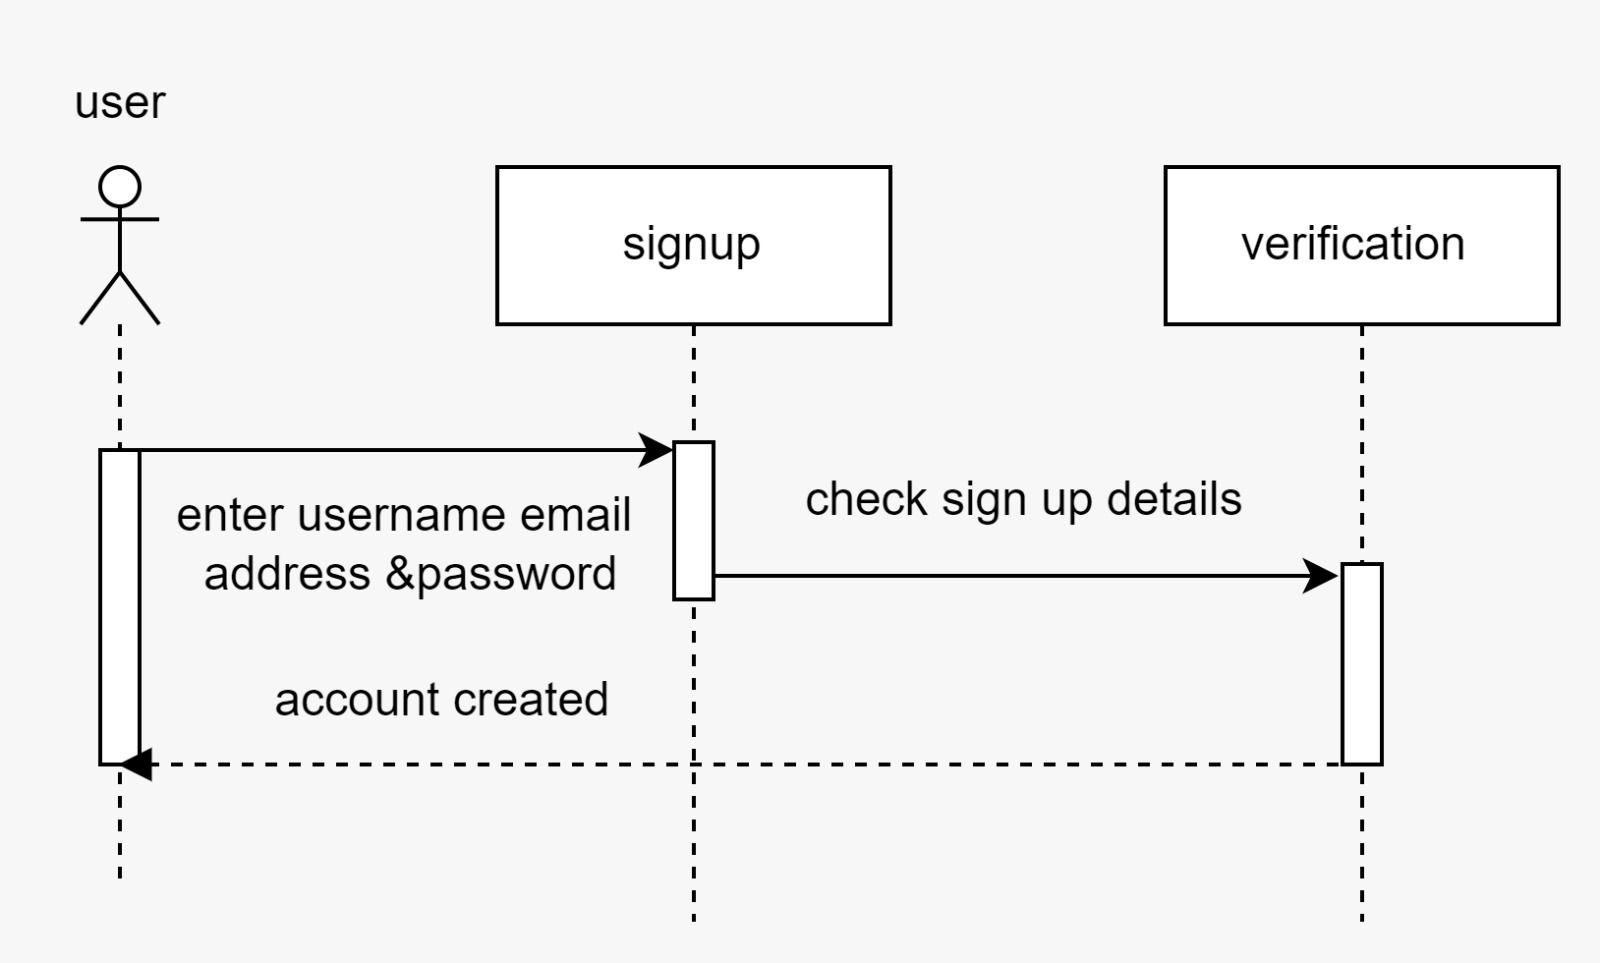 user
signup
verification
enter username email
address &password
check sign up details
account created